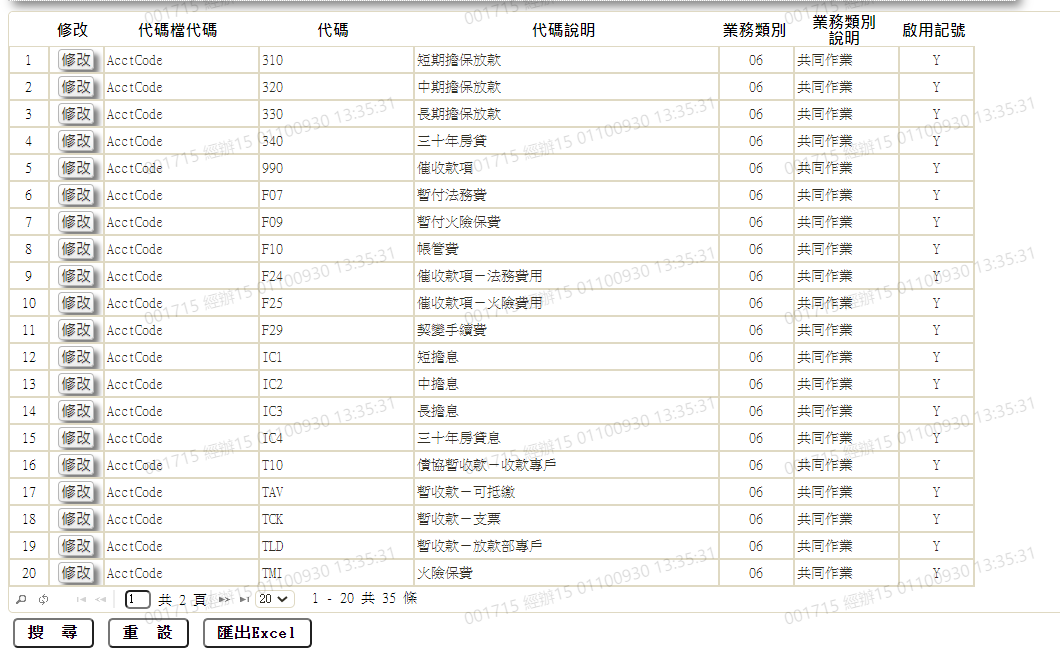 修改 代碼檔代碼 代碼 代碼說明 業務類別 業務類別說明 啟用記號
1 修改 AcctCode 310 短期擔保放款 06 共同作業 Y
2 修改 AcctCode 320 中期擔保放款 06 共同作業 Y
3 修改 AcctCode 330 長期擔保放款 06 共同作業 Y
4 修改 AcctCode 340 三十年房貸 06 共同作業 Y
5 修改 AcctCode 990 催收款項 06 共同作業 Y
6 修改 AcctCode F07 暫付法務費 06 共同作業 Y
7 修改 AcctCode F09 暫付火險保費 06 共同作業 Y
8 修改 AcctCode F10 帳管費 06 共同作業 Y
9 修改 AcctCode F24 催收款項－法務費用 06 共同作業 Y
10 修改 AcctCode F25 催收款項－火險費用 06 共同作業 Y
11 修改 AcctCode F29 契變手續費 06 共同作業 Y
12 修改 AcctCode IC1 短擔息 06 共同作業 Y
13 修改 AcctCode IC2 中擔息 06 共同作業 Y
14 修改 AcctCode IC3 長擔息 06 共同作業 Y
15 修改 AcctCode IC4 三十年房貸息 06 共同作業 Y
16 修改 AcctCode T10 債協暫收款－收款專戶 06 共同作業 Y
17 修改 AcctCode TAV 暫收款－可抵繳 06 共同作業 Y
18 修改 AcctCode TCK 暫收款－支票 06 共同作業 Y
19 修改 AcctCode TLD 暫收款－放款部專戶 06 共同作業 Y
20 修改 AcctCode TMI 火險保費 06 共同作業 Y
1 共 2 頁 20 1 - 20 共 35 條
搜 尋 重 設 匯出Excel
001715 經辦15 01100930 13:35:31